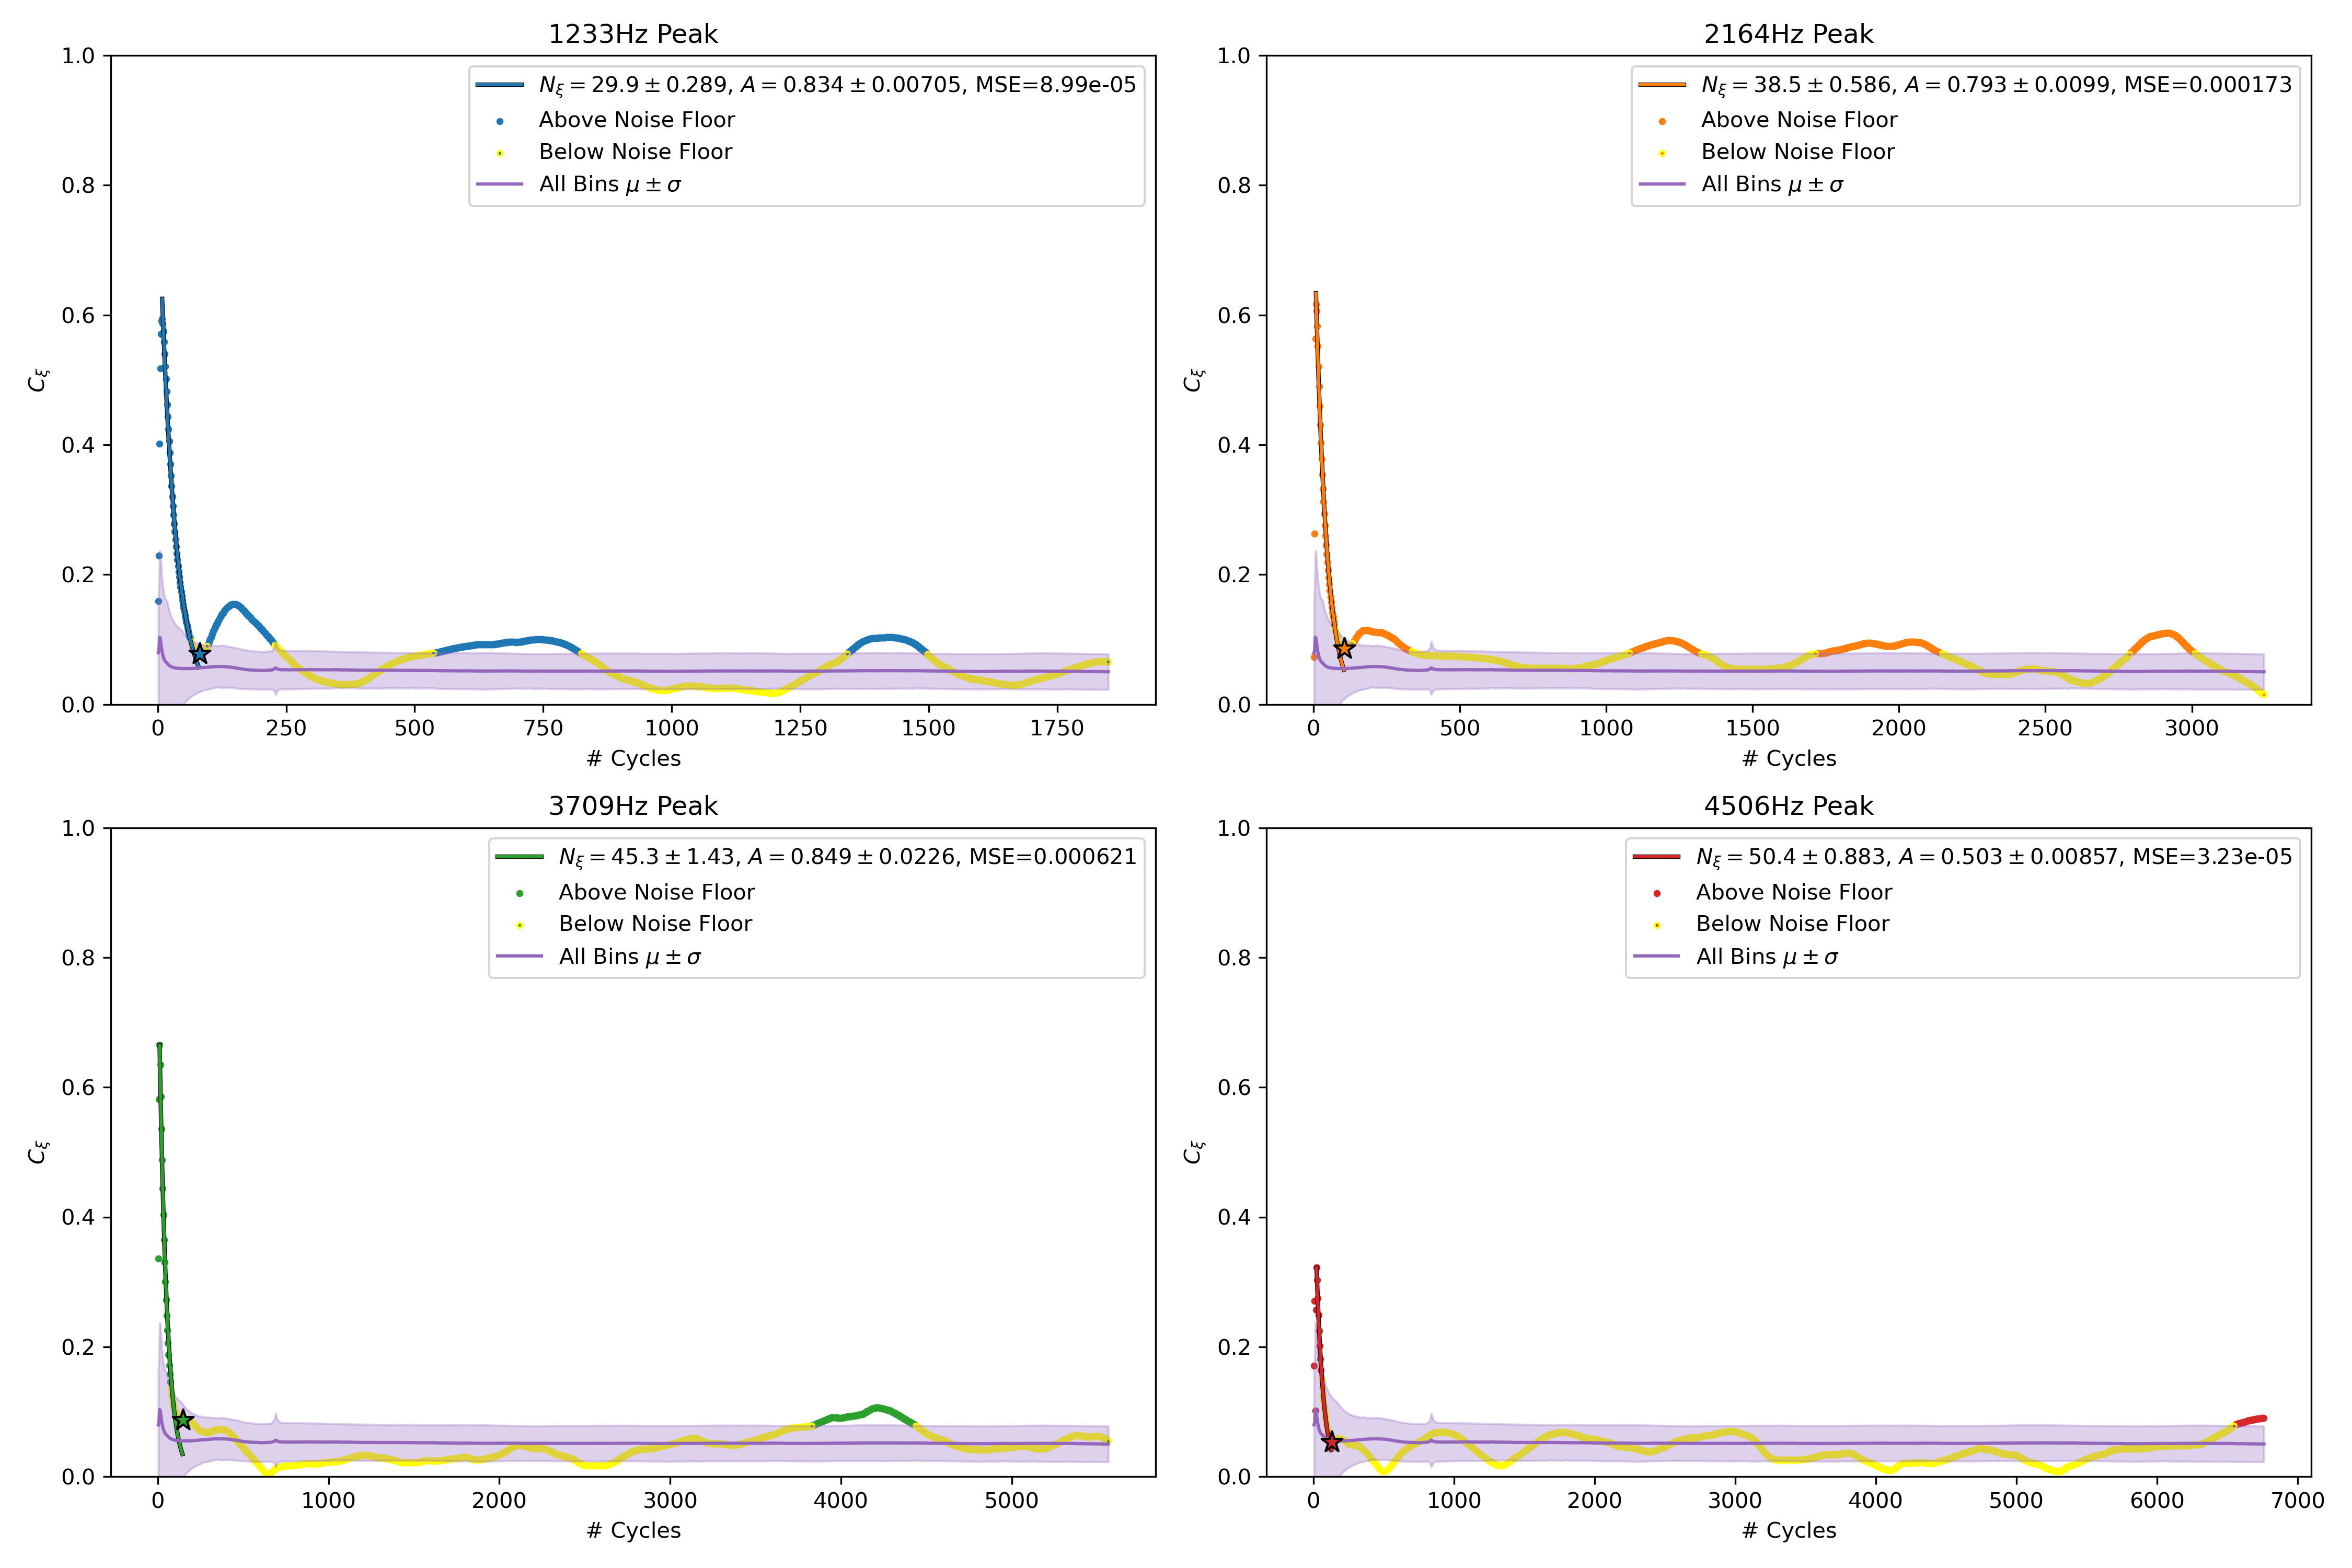 1233Hz Peak
1.0
0.8
0.6
0.4
0.2
0.0
C_ξ
N_ξ = 29.9 ± 0.289, A = 0.834 ± 0.00705, MSE=8.99e-05
Above Noise Floor
Below Noise Floor
All Bins μ ± σ
0 250 500 750 1000 1250 1500 1750
# Cycles
2164Hz Peak
1.0
0.8
0.6
0.4
0.2
0.0
C_ξ
N_ξ = 38.5 ± 0.586, A = 0.793 ± 0.0099, MSE=0.000173
Above Noise Floor
Below Noise Floor
All Bins μ ± σ
0 500 1000 1500 2000 2500 3000
# Cycles
3709Hz Peak
1.0
0.8
0.6
0.4
0.2
0.0
C_ξ
N_ξ = 45.3 ± 1.43, A = 0.849 ± 0.0226, MSE=0.000621
Above Noise Floor
Below Noise Floor
All Bins μ ± σ
0 1000 2000 3000 4000 5000
# Cycles
4506Hz Peak
1.0
0.8
0.6
0.4
0.2
0.0
C_ξ
N_ξ = 50.4 ± 0.883, A = 0.503 ± 0.00857, MSE=3.23e-05
Above Noise Floor
Below Noise Floor
All Bins μ ± σ
0 1000 2000 3000 4000 5000 6000 7000
# Cycles